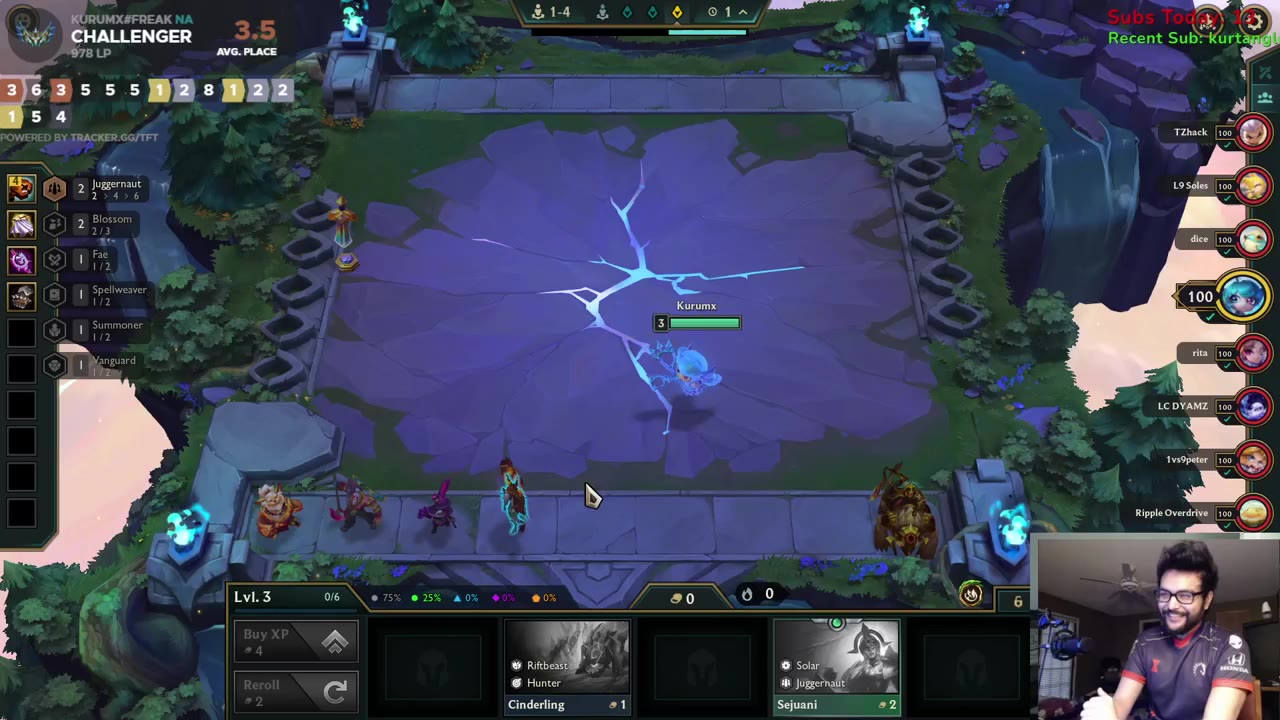 KURUMX#FREAK NA
CHALLENGER
978 LP
3.5
AVG. PLACE
3 6 3 5 5 5 1 2 8 1 2 2
1 5 4
POWERED BY TRACKER.GG/TFT
1-4
1
Subs Today: 1
Recent Sub: kurtangl
4
2 Juggernaut
2 > 4 > 6
2 Blossom
2 / 3
1 Fae
1 / 2
1 Spellweaver
1 / 2
1 Summoner
1 / 2
1 Vanguard
1 / 2
Kurumx
3
TZhack 100
L9 Soles 100
dice 100
100
rita 100
LC DYAMZ 100
1vs9peter 100
Ripple Overdrive 100
Lvl. 3 0/6
75% 25% 0% 0% 0%
0
0
6
Buy XP
4
Reroll
2
Riftbeast
Hunter
Cinderling 1
Solar
Juggernaut
Sejuani 2
HONDA